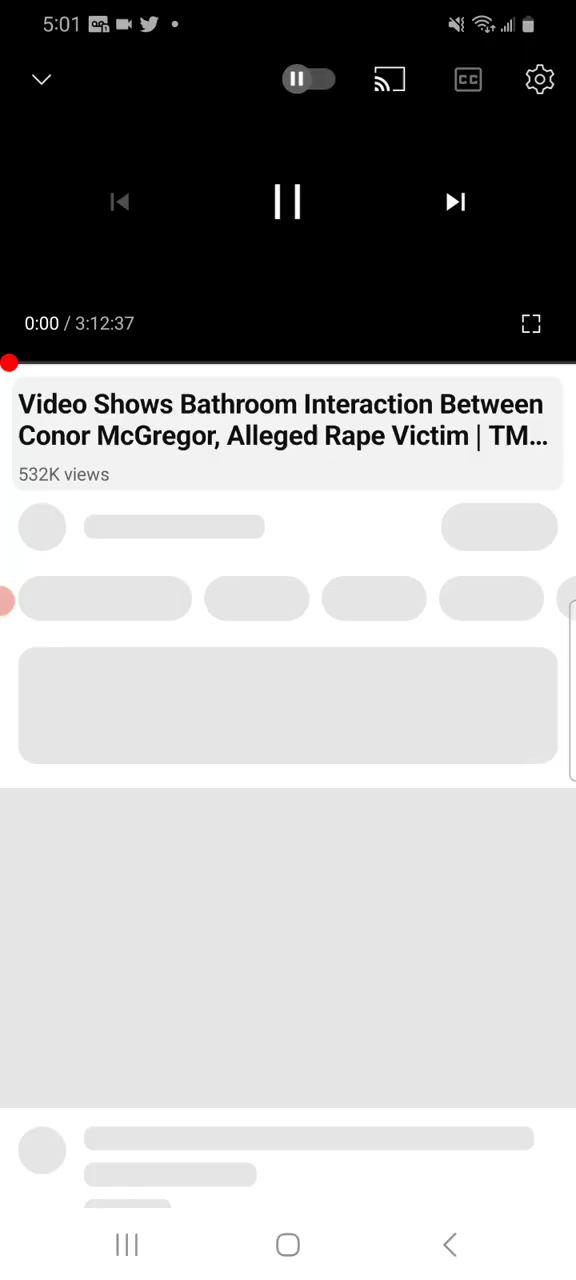 5:01
CC
0:00 / 3:12:37
Video Shows Bathroom Interaction Between
Conor McGregor, Alleged Rape Victim | TM...
532K views